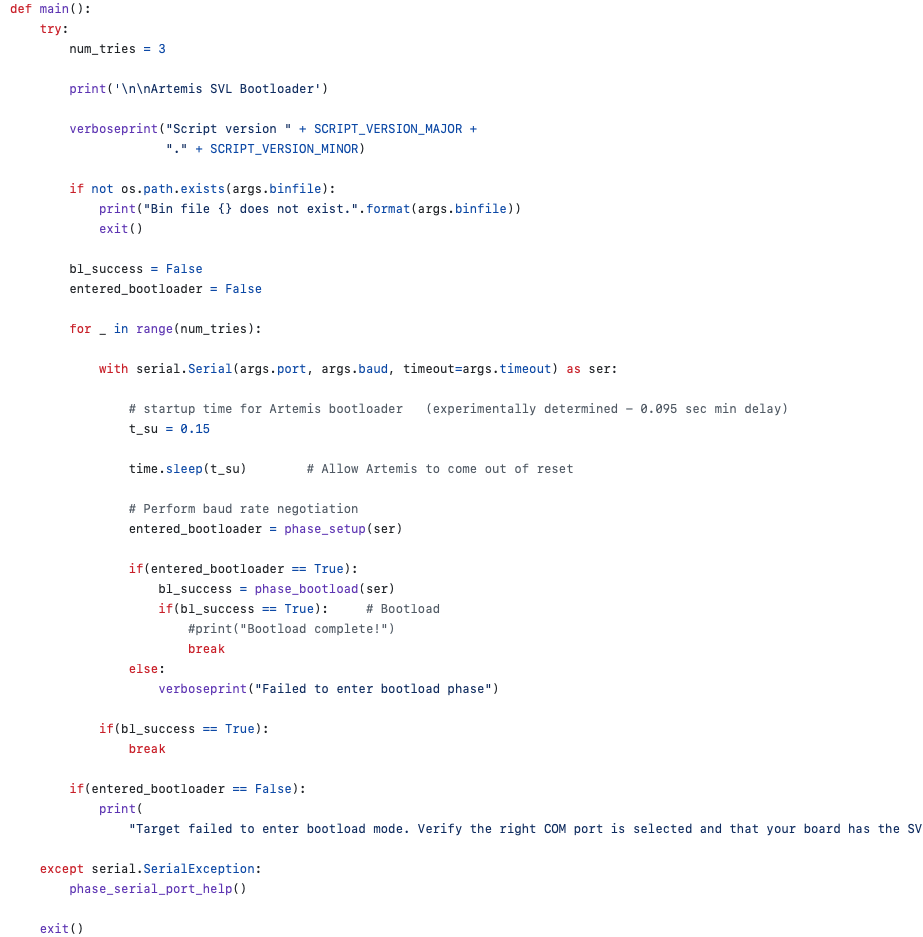 def main():
    try:
        num_tries = 3

        print('\n\nArtemis SVL Bootloader')

        verboseprint("Script version " + SCRIPT_VERSION_MAJOR +
                     "." + SCRIPT_VERSION_MINOR)

        if not os.path.exists(args.binfile):
            print("Bin file {} does not exist.".format(args.binfile))
            exit()

        bl_success = False
        entered_bootloader = False

        for _ in range(num_tries):

            with serial.Serial(args.port, args.baud, timeout=args.timeout) as ser:

                # startup time for Artemis bootloader   (experimentally determined - 0.095 sec min delay)
                t_su = 0.15

                time.sleep(t_su)        # Allow Artemis to come out of reset

                # Perform baud rate negotiation
                entered_bootloader = phase_setup(ser)

                if(entered_bootloader == True):
                    bl_success = phase_bootload(ser)
                    if(bl_success == True):     # Bootload
                        #print("Bootload complete!")
                        break
                else:
                    verboseprint("Failed to enter bootload phase")

            if(bl_success == True):
                break

        if(entered_bootloader == False):
            print(
                "Target failed to enter bootload mode. Verify the right COM port is selected and that your board has the SV

    except serial.SerialException:
        phase_serial_port_help()

    exit()